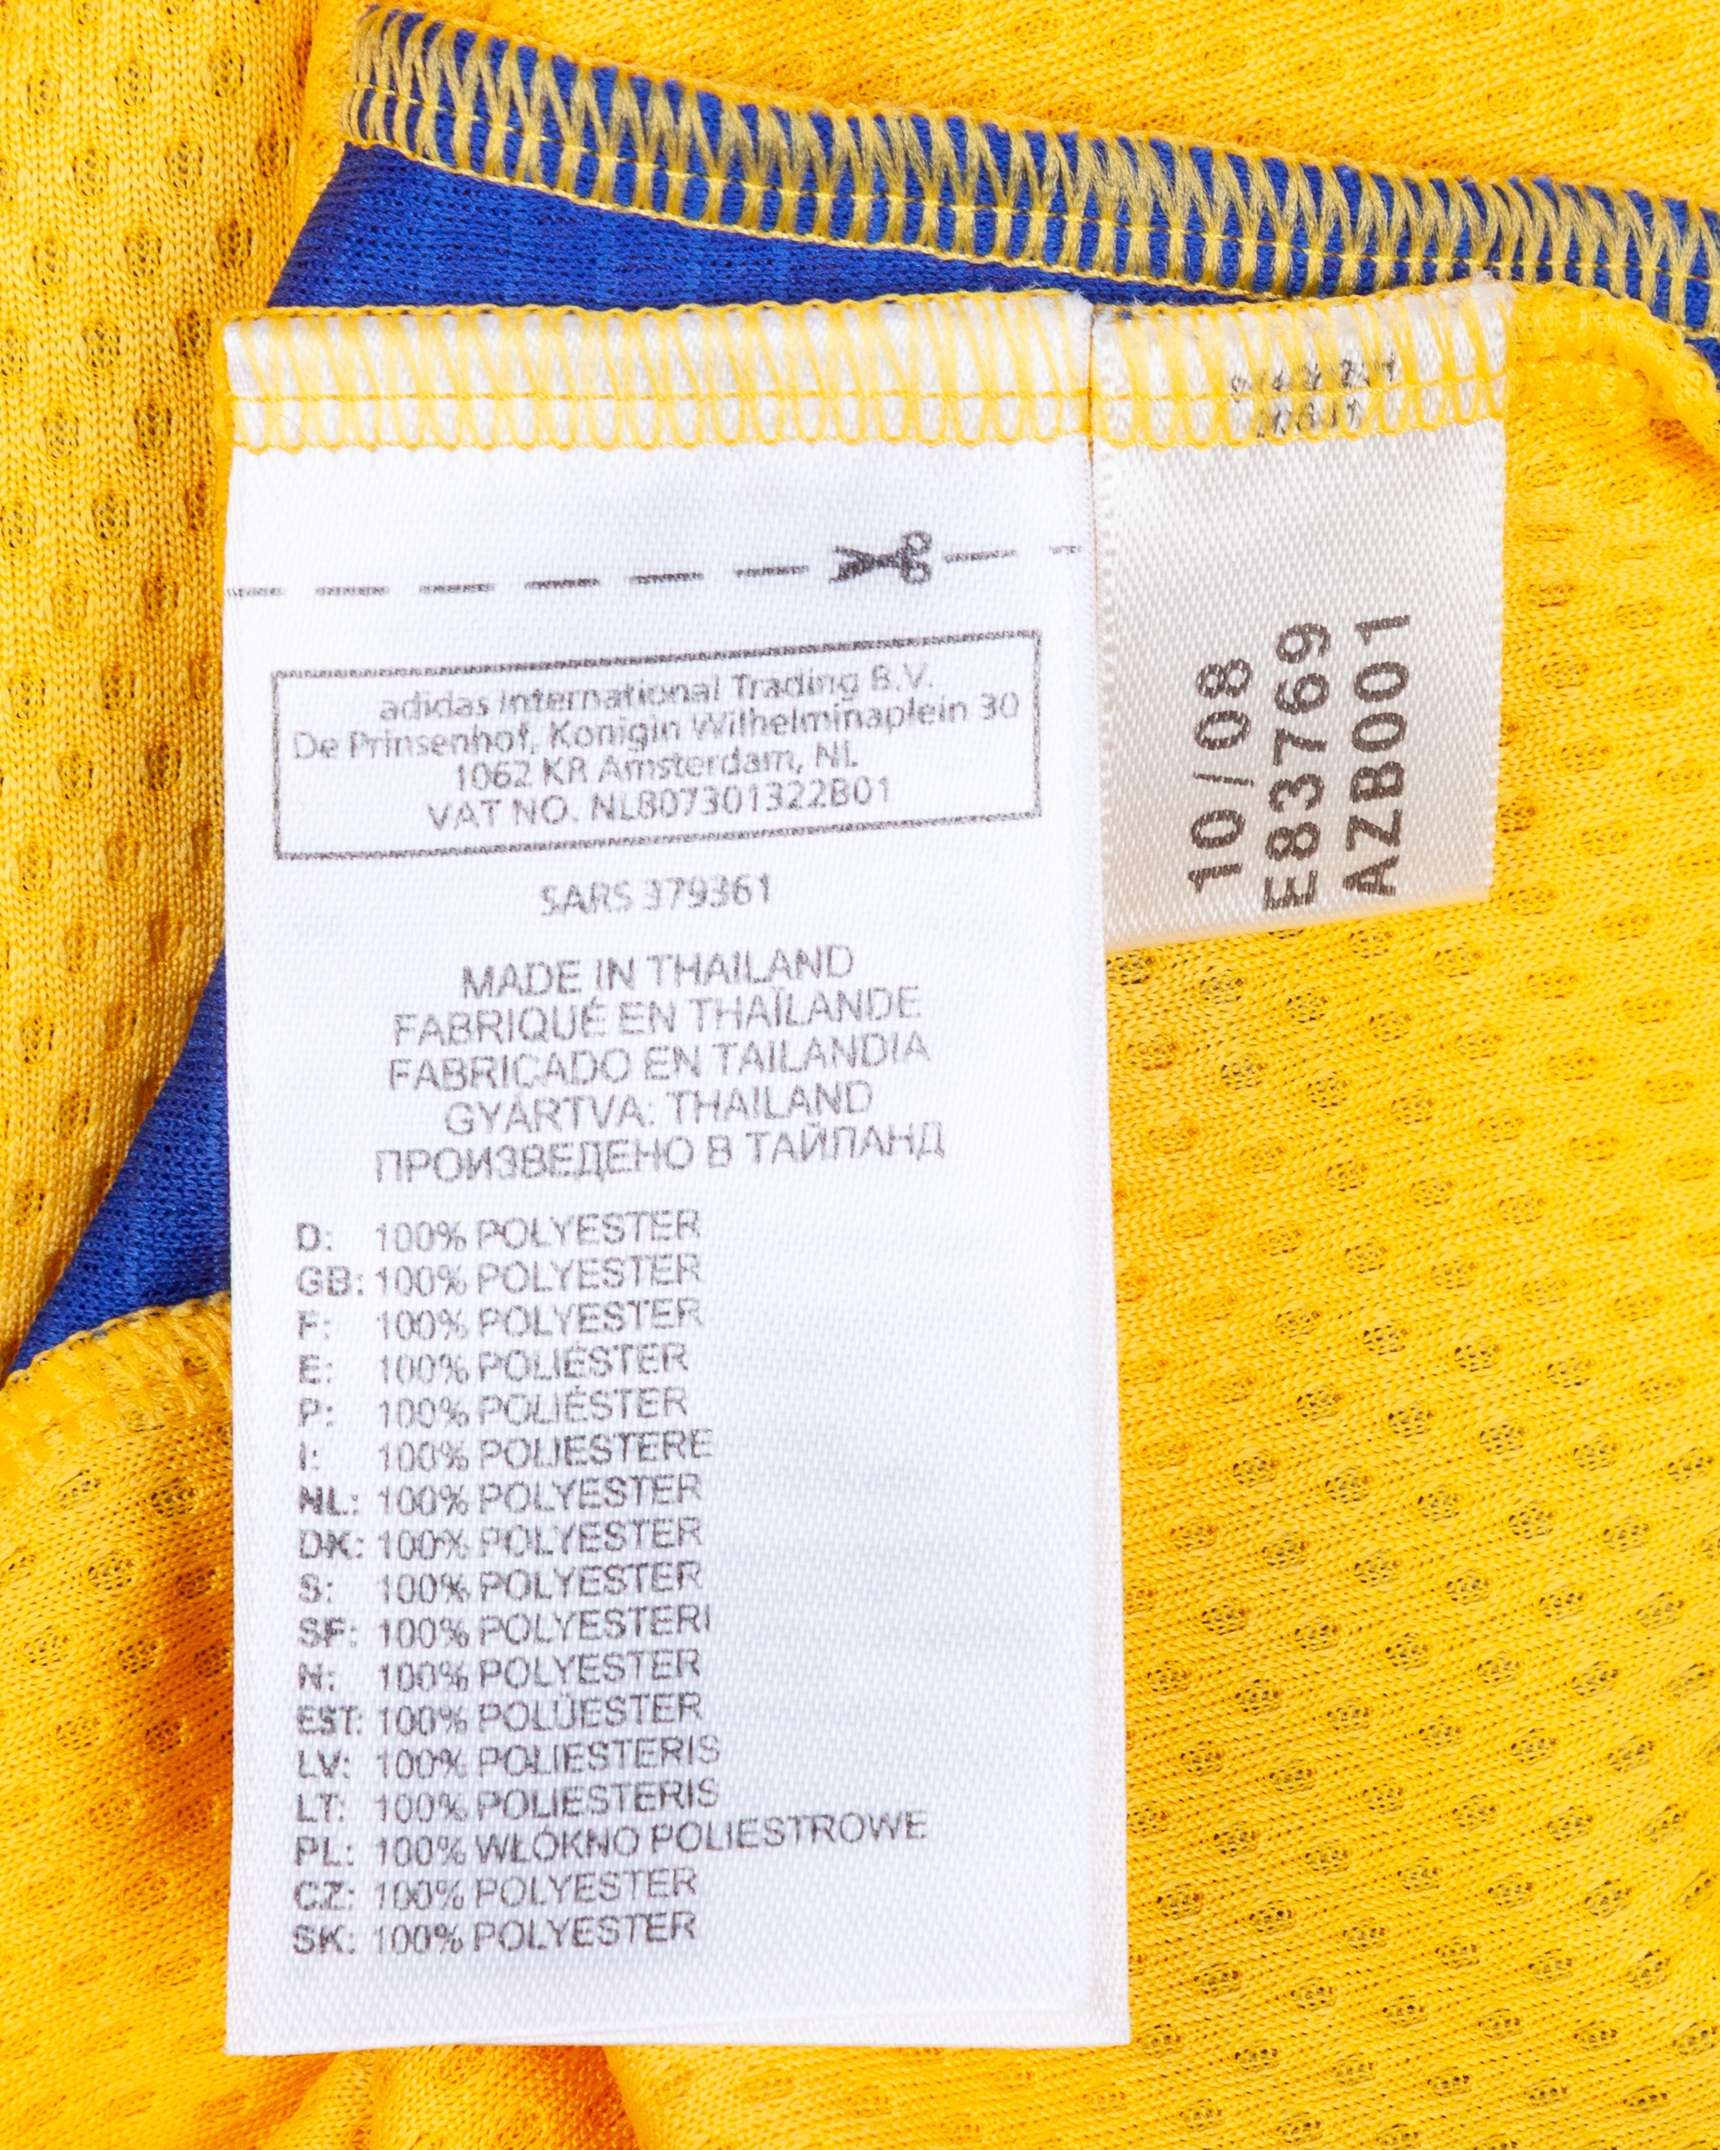 adidas International Trading B.V.
De Prinsenhof, Konigin Wilhelminaplein 30
1062 KR Amsterdam, NL
VAT NO. NL807301322B01
SARS 379361
MADE IN THAILAND
FABRIQUÉ EN THAÏLANDE
FABRICADO EN TAILANDIA
GYÁRTVA: THAILAND
ПРОИЗВЕДЕНО В ТАЙЛАНД
D: 100% POLYESTER
GB: 100% POLYESTER
F: 100% POLYESTER
E: 100% POLIÉSTER
P: 100% POLIÉSTER
I: 100% POLIESTERE
NL: 100% POLYESTER
DK: 100% POLYESTER
S: 100% POLYESTER
SF: 100% POLYESTERI
N: 100% POLYESTER
EST: 100% POLÜESTER
LV: 100% POLIESTERIS
LT: 100% POLIESTERIS
PL: 100% WŁÓKNO POLIESTROWE
CZ: 100% POLYESTER
SK: 100% POLYESTER
10/08
E83769
AZB001